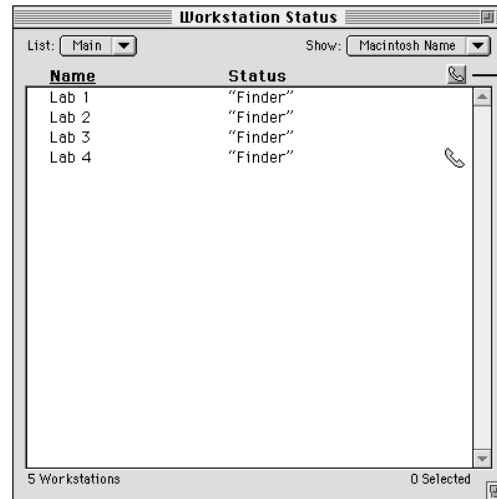 Workstation Status
List: Main Show: Macintosh Name
Name Status
Lab 1 “Finder”
Lab 2 “Finder”
Lab 3 “Finder”
Lab 4 “Finder”
5 Workstations 0 Selected